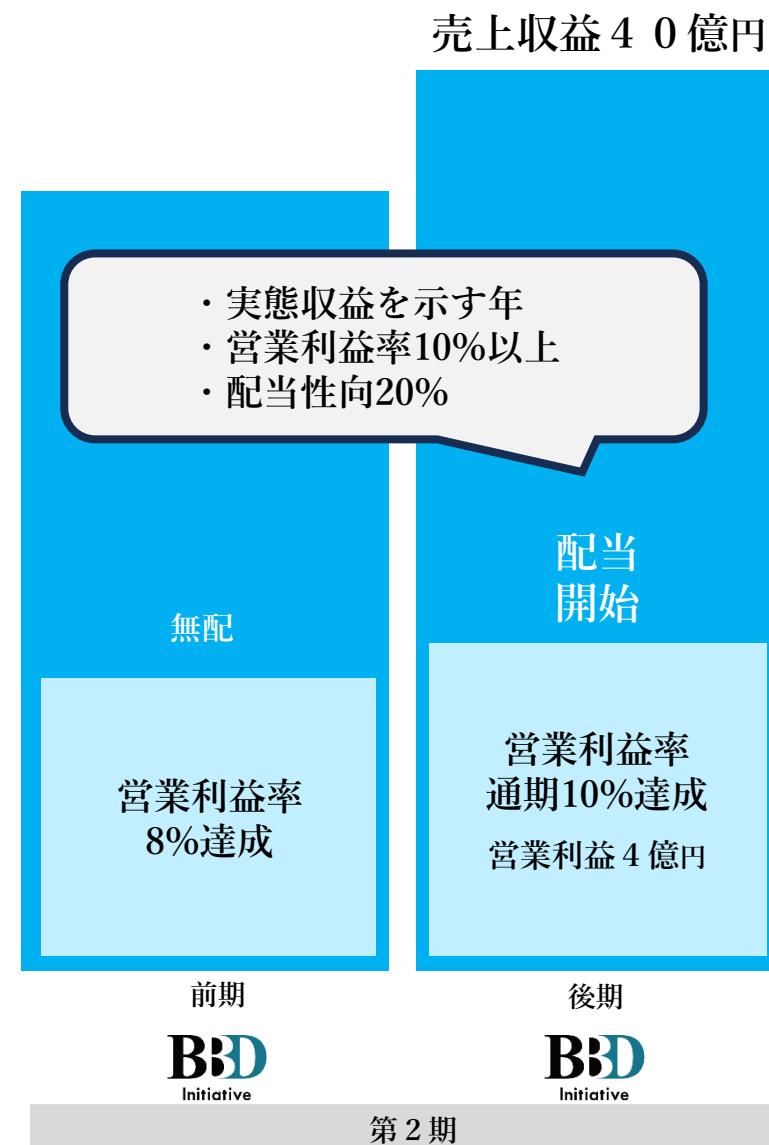 売上収益４０億円
・実態収益を示す年
・営業利益率10%以上
・配当性向20%
無配
配当
開始
営業利益率
8%達成
営業利益率
通期10%達成
営業利益４億円
前期
後期
BBD
Initiative
BBD
Initiative
第２期